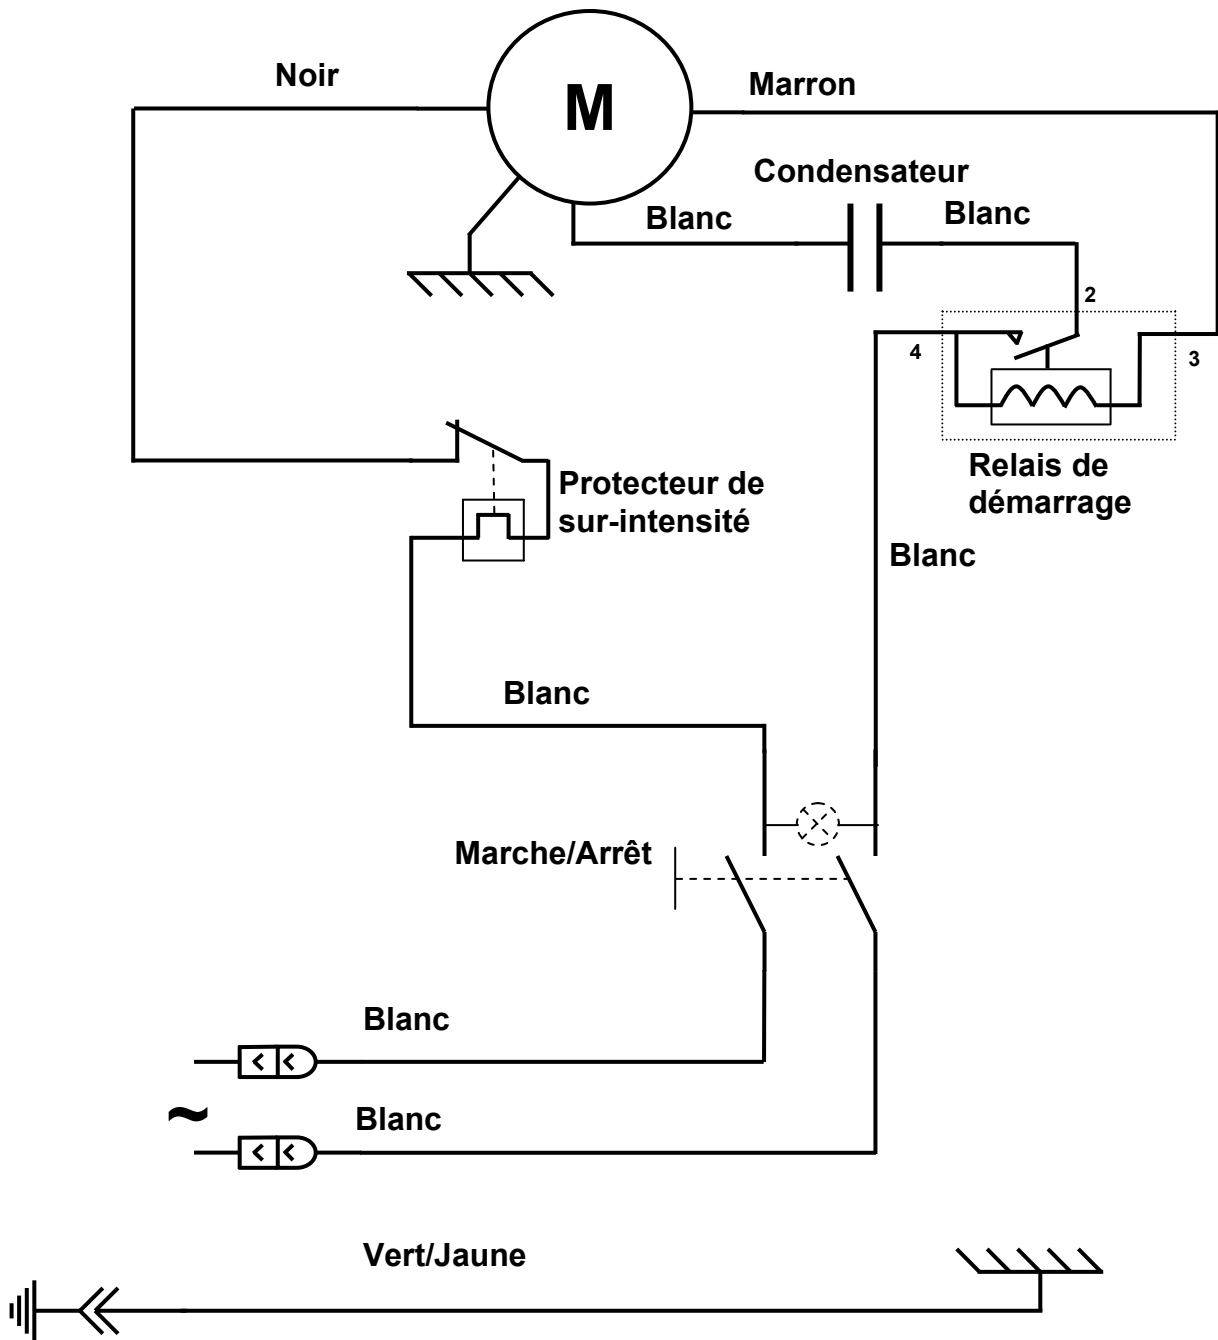 Noir
M
Marron
Condensateur
Blanc
Blanc
2
4
3
Relais de
démarrage
Protecteur de
sur-intensité
Blanc
Blanc
Marche/Arrêt
Blanc
~
Blanc
Vert/Jaune